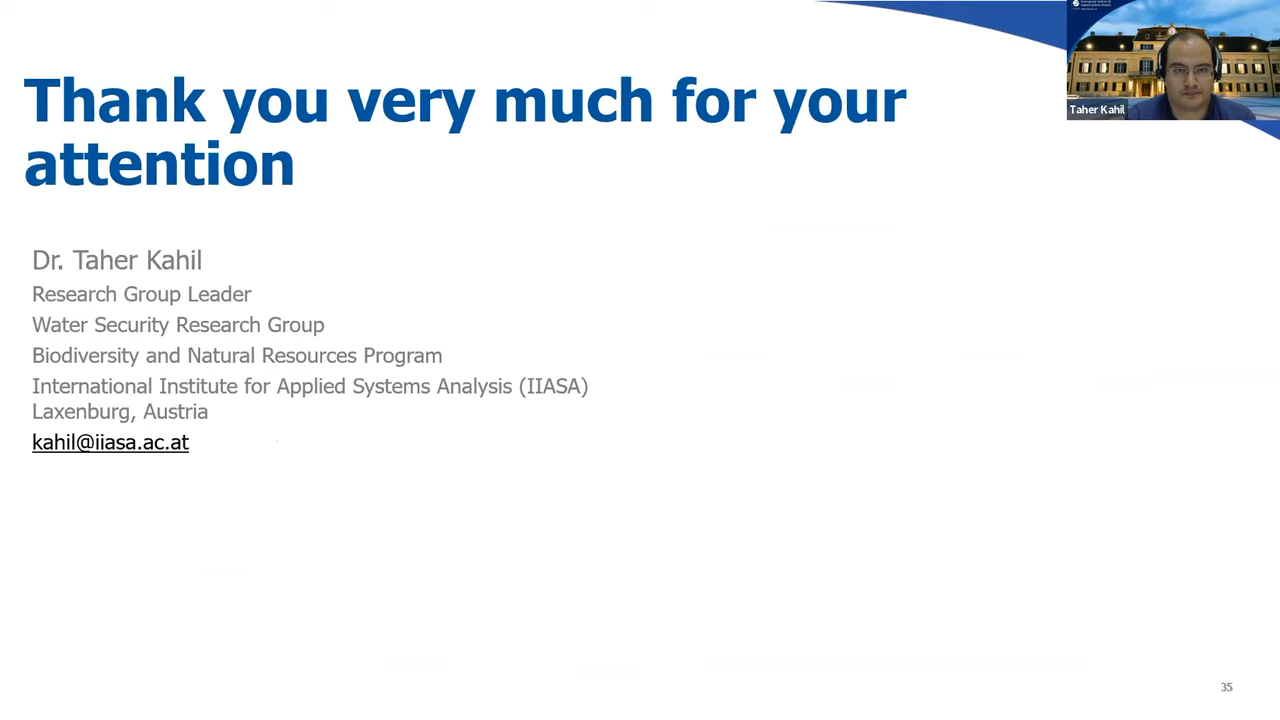 Thank you very much for your
attention
Taher Kahil
Dr. Taher Kahil
Research Group Leader
Water Security Research Group
Biodiversity and Natural Resources Program
International Institute for Applied Systems Analysis (IIASA)
Laxenburg, Austria
kahil@iiasa.ac.at
35